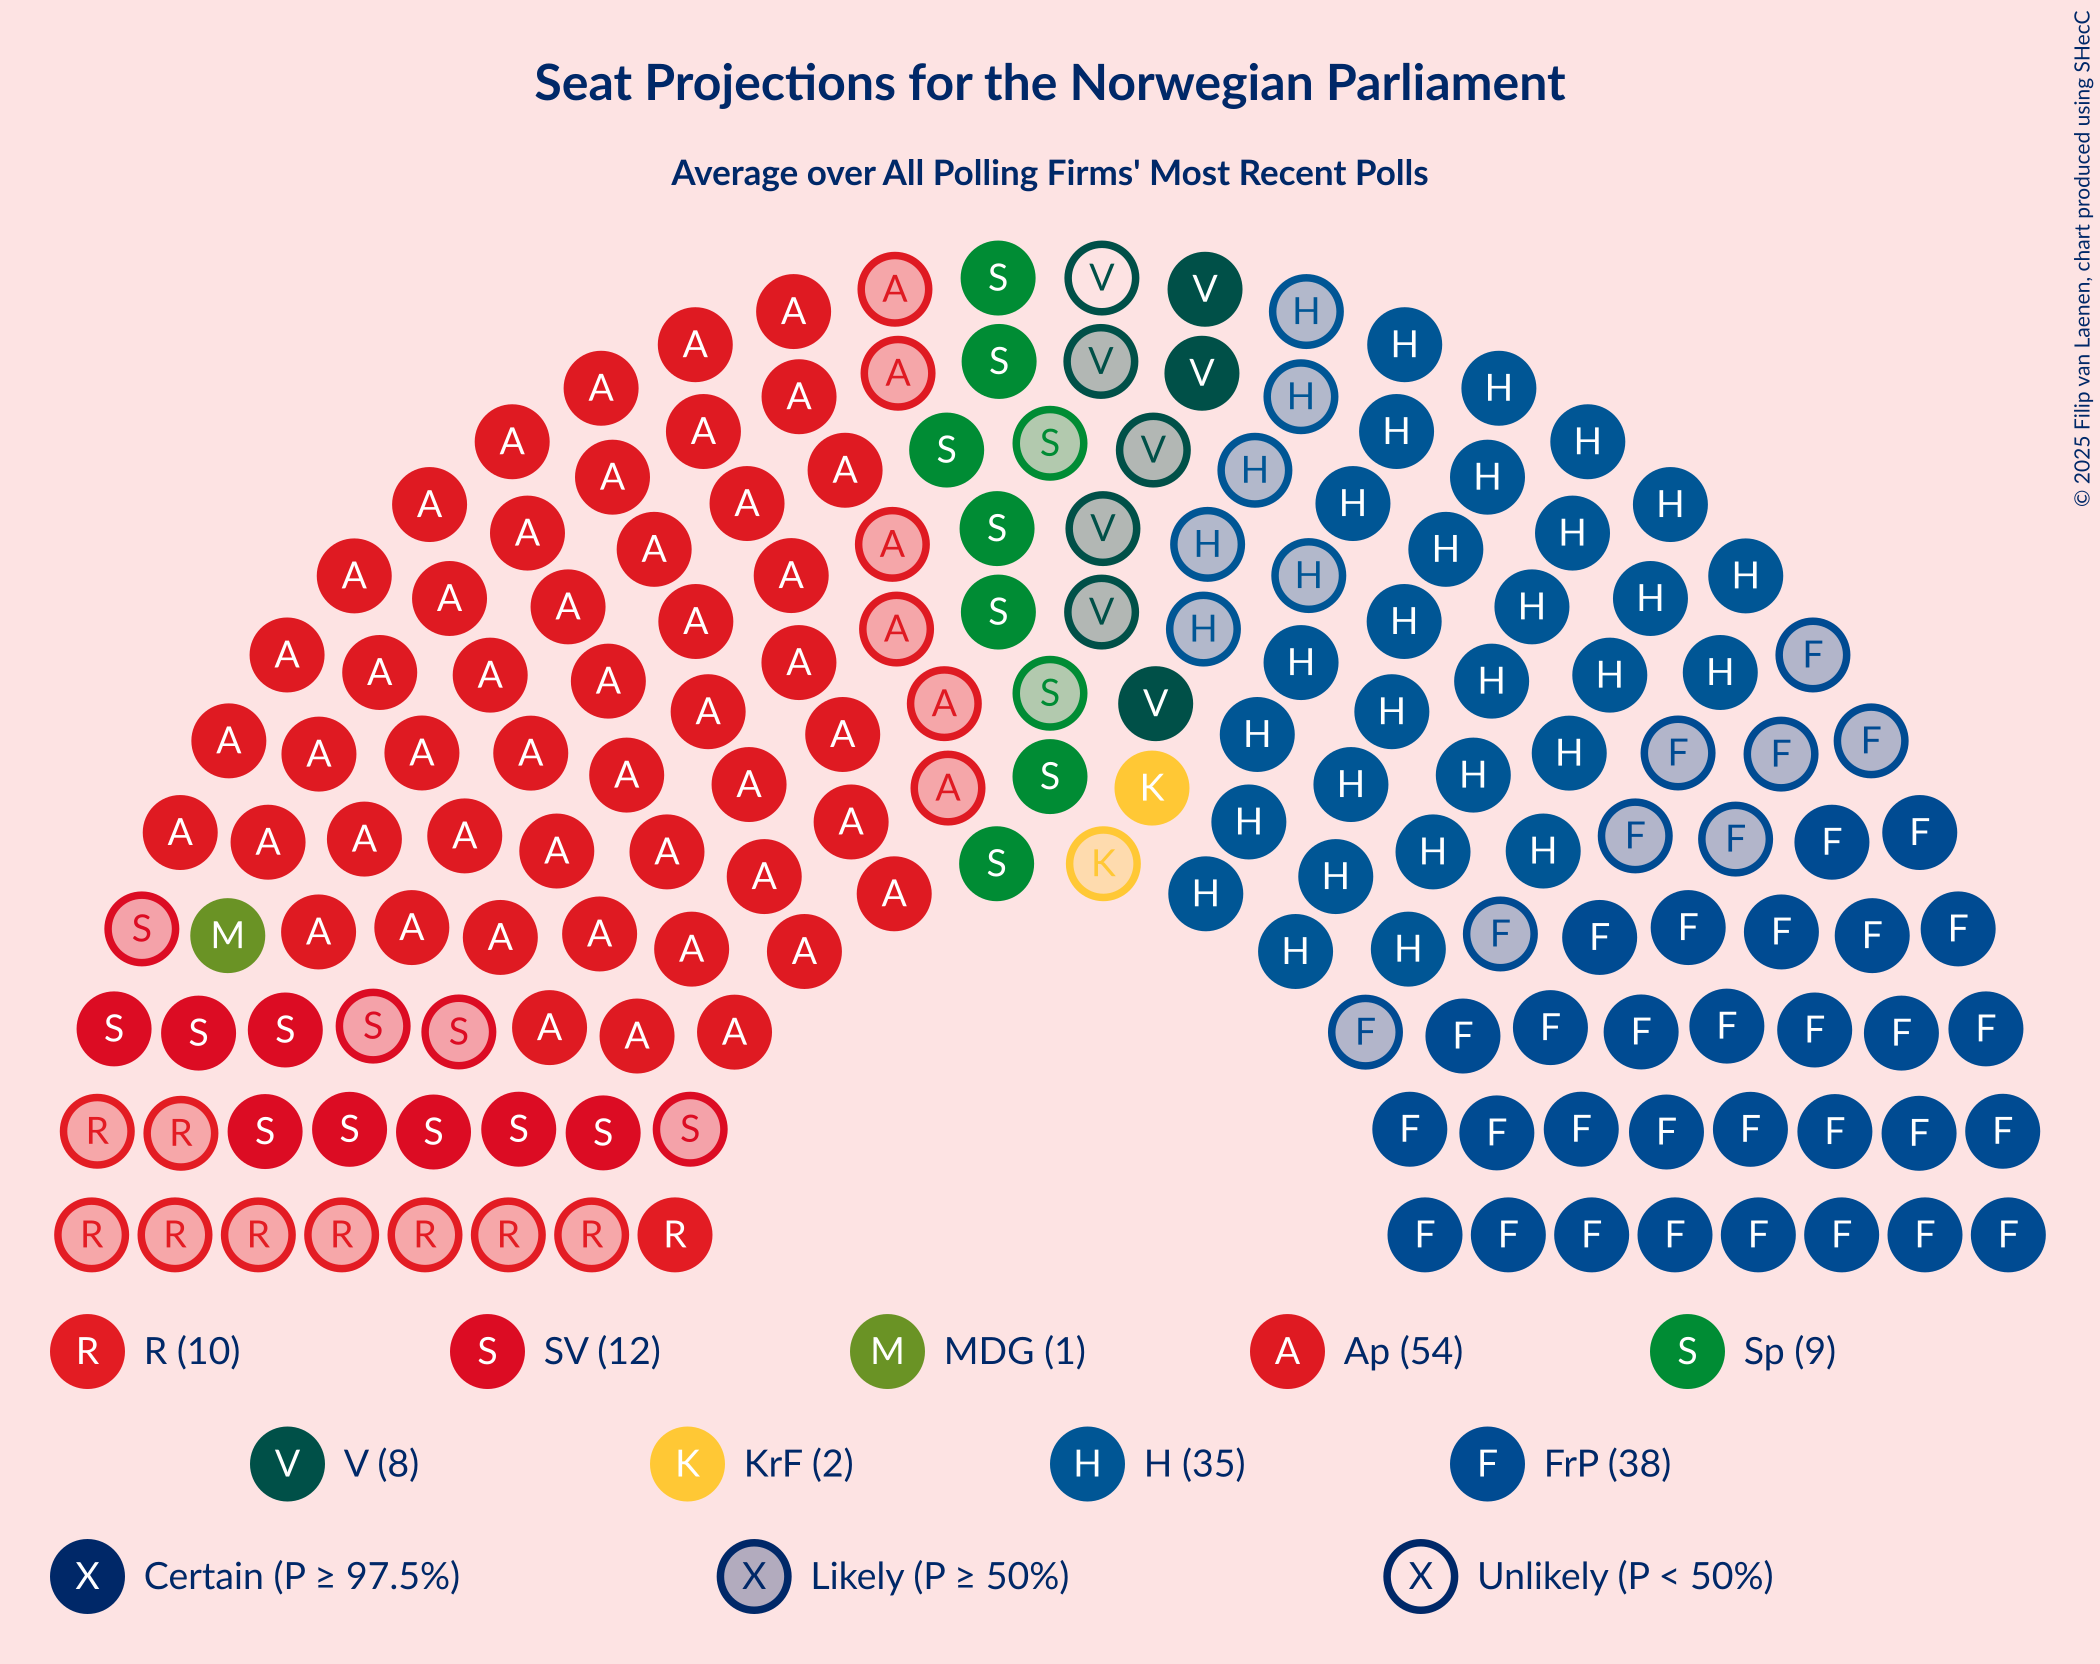 Seat Projections for the Norwegian Parliament
Average over All Polling Firms' Most Recent Polls
© 2025 Filip van Laenen, chart produced using SHecC
S V V
A H
A H
A H
A S V V A
A H
A H
A S S V
A H
A H
A H
A H
A S V
A H H
A H
A H
A H
A S V
A H H
A H
A H
A H
A F
A S V
A H
A H
A H
A H
A H
A F
A S K
A H
A H
A H
A H
A F F
A A A A A A A A S K H H H H F F F F
S M A A A A A A H H F F F F F F
S S S S S A A A F F F F F F F F
R R S S S S S S F F F F F F F F
R R R R R R R R F F F F F F F F
R R (10) S SV (12) M MDG (1) A Ap (54) S Sp (9)
V V (8) K KrF (2) H H (35) F FrP (38)
X Certain (P ≥ 97.5%) X Likely (P ≥ 50%) X Unlikely (P < 50%)